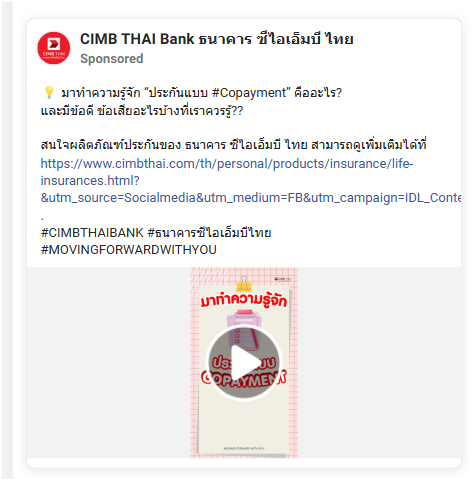 CIMB THAI Bank ธนาคาร ซีไอเอ็มบี ไทย
Sponsored
💡 มาทำความรู้จัก “ประกันแบบ #Copayment” คืออะไร?
และมีข้อดี ข้อเสียอะไรบ้างที่เราควรรู้??
สนใจผลิตภัณฑ์ประกันของ ธนาคาร ซีไอเอ็มบี ไทย สามารถดูเพิ่มเติมได้ที่
https://www.cimbthai.com/th/personal/products/insurance/life-
insurances.html?
&utm_source=Socialmedia&utm_medium=FB&utm_campaign=IDL_Conte
.
#CIMBTHAIBANK #ธนาคารซีไอเอ็มบีไทย
#MOVINGFORWARDWITHYOU
มาทำความรู้จัก
ประกันแบบ
COPAYMENT
MOVING FORWARD WITH YOU
CIMB THAI